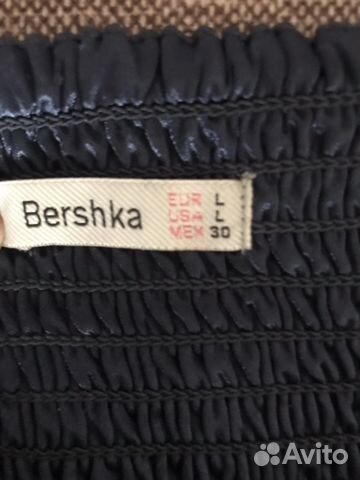 Bershka
EUR L
USA L
MEX 30
Avito